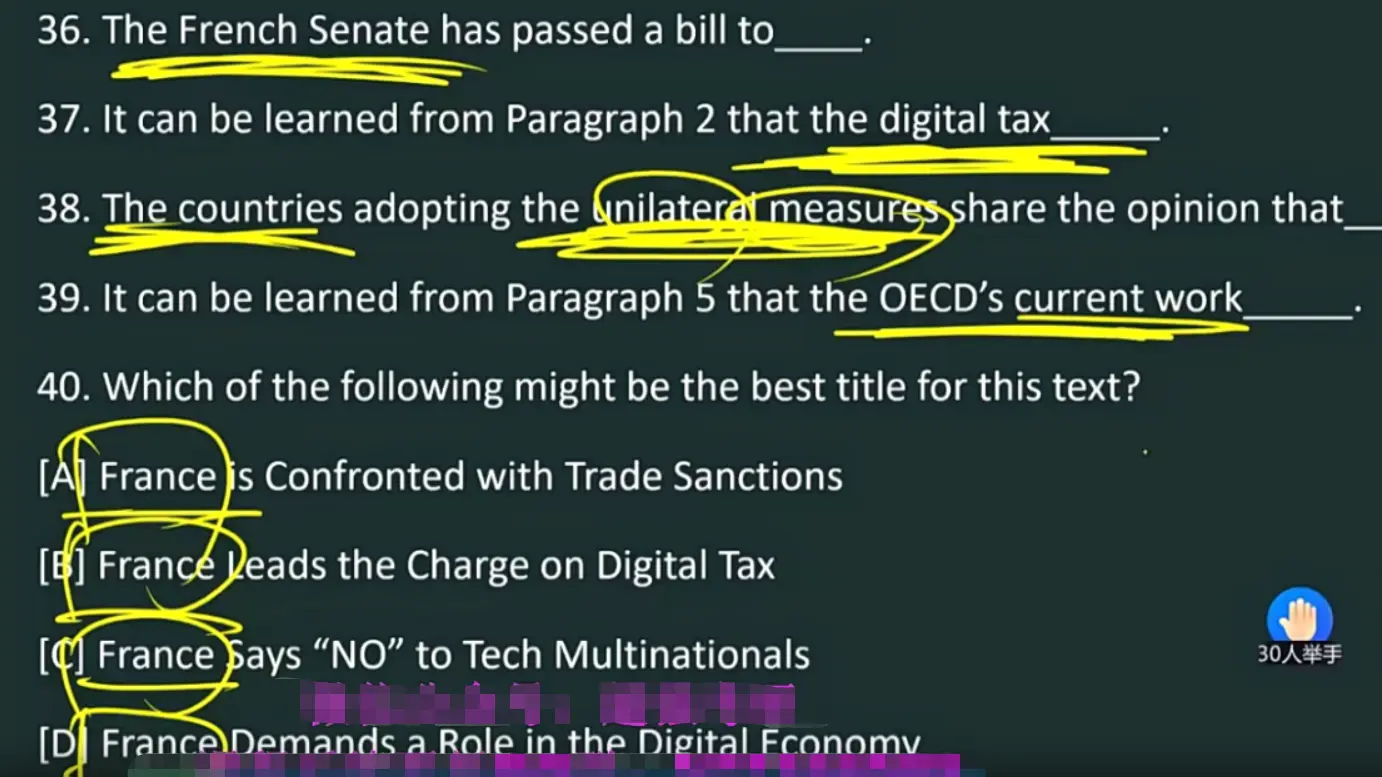 36. The French Senate has passed a bill to____.
37. It can be learned from Paragraph 2 that the digital tax_____.
38. The countries adopting the unilateral measures share the opinion that__
39. It can be learned from Paragraph 5 that the OECD’s current work_____.
40. Which of the following might be the best title for this text?
[A] France is Confronted with Trade Sanctions
[B] France Leads the Charge on Digital Tax
[C] France Says “NO” to Tech Multinationals
30人举手
[D] France Demands a Role in the Digital Economy